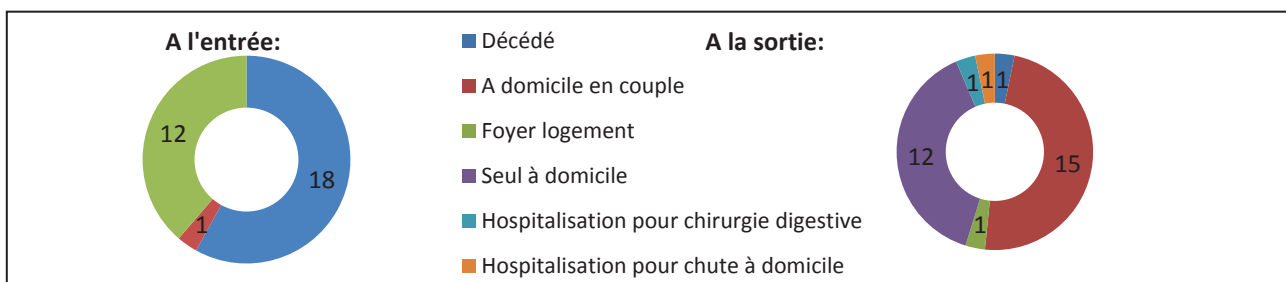 A l'entrée:
12
18
1
Décédé
A domicile en couple
Foyer logement
Seul à domicile
Hospitalisation pour chirurgie digestive
Hospitalisation pour chute à domicile
A la sortie:
1
1
1
12
15
1